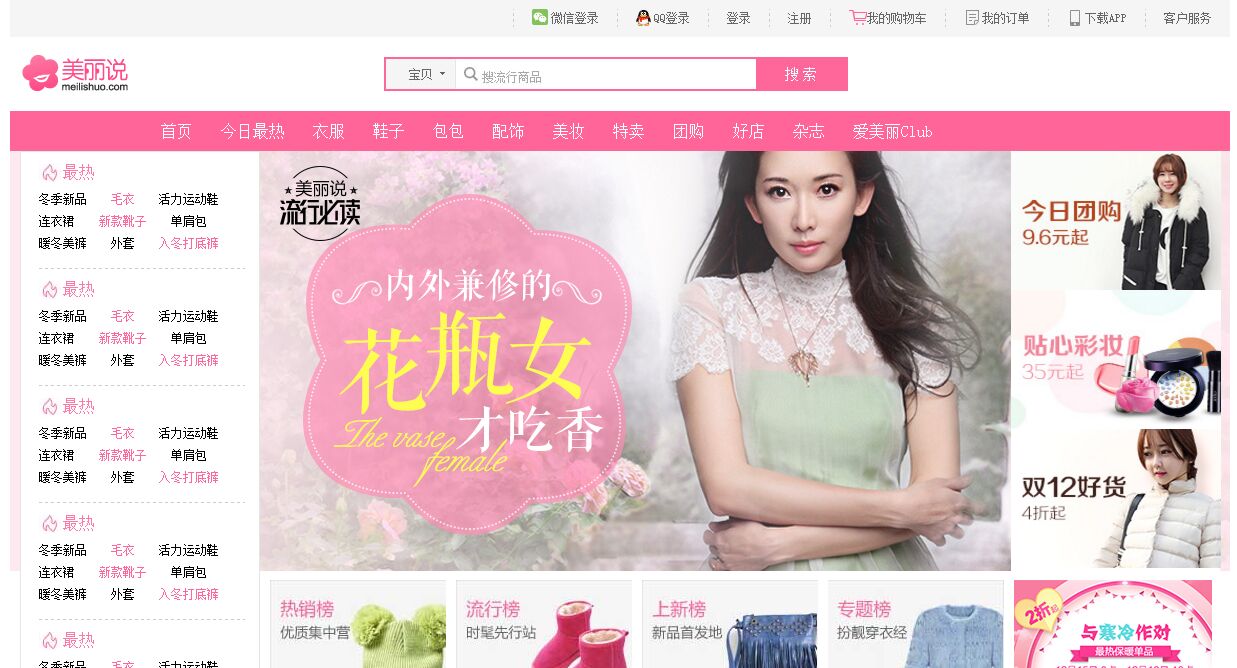 微信登录 QQ登录 登录 注册 我的购物车 我的订单 下载APP 客户服务
美丽说
meilishuo.com
宝贝 搜流行商品 搜索
首页 今日最热 衣服 鞋子 包包 配饰 美妆 特卖 团购 好店 杂志 爱美丽Club
最热
冬季新品 毛衣 活力运动鞋
连衣裙 新款靴子 单肩包
暖冬美裤 外套 入冬打底裤
最热
冬季新品 毛衣 活力运动鞋
连衣裙 新款靴子 单肩包
暖冬美裤 外套 入冬打底裤
最热
冬季新品 毛衣 活力运动鞋
连衣裙 新款靴子 单肩包
暖冬美裤 外套 入冬打底裤
最热
冬季新品 毛衣 活力运动鞋
连衣裙 新款靴子 单肩包
暖冬美裤 外套 入冬打底裤
最热
冬季新品 毛衣 活力运动鞋
美丽说
流行必读
内外兼修的
花瓶女
才吃香
The vase
female
今日团购
9.6元起
贴心彩妆
35元起
双12好货
4折起
热销榜
优质集中营
流行榜
时尾先行站
上新榜
新品首发地
专题榜
扮靓穿衣经
2折起
与寒冷作对
最热保暖单品